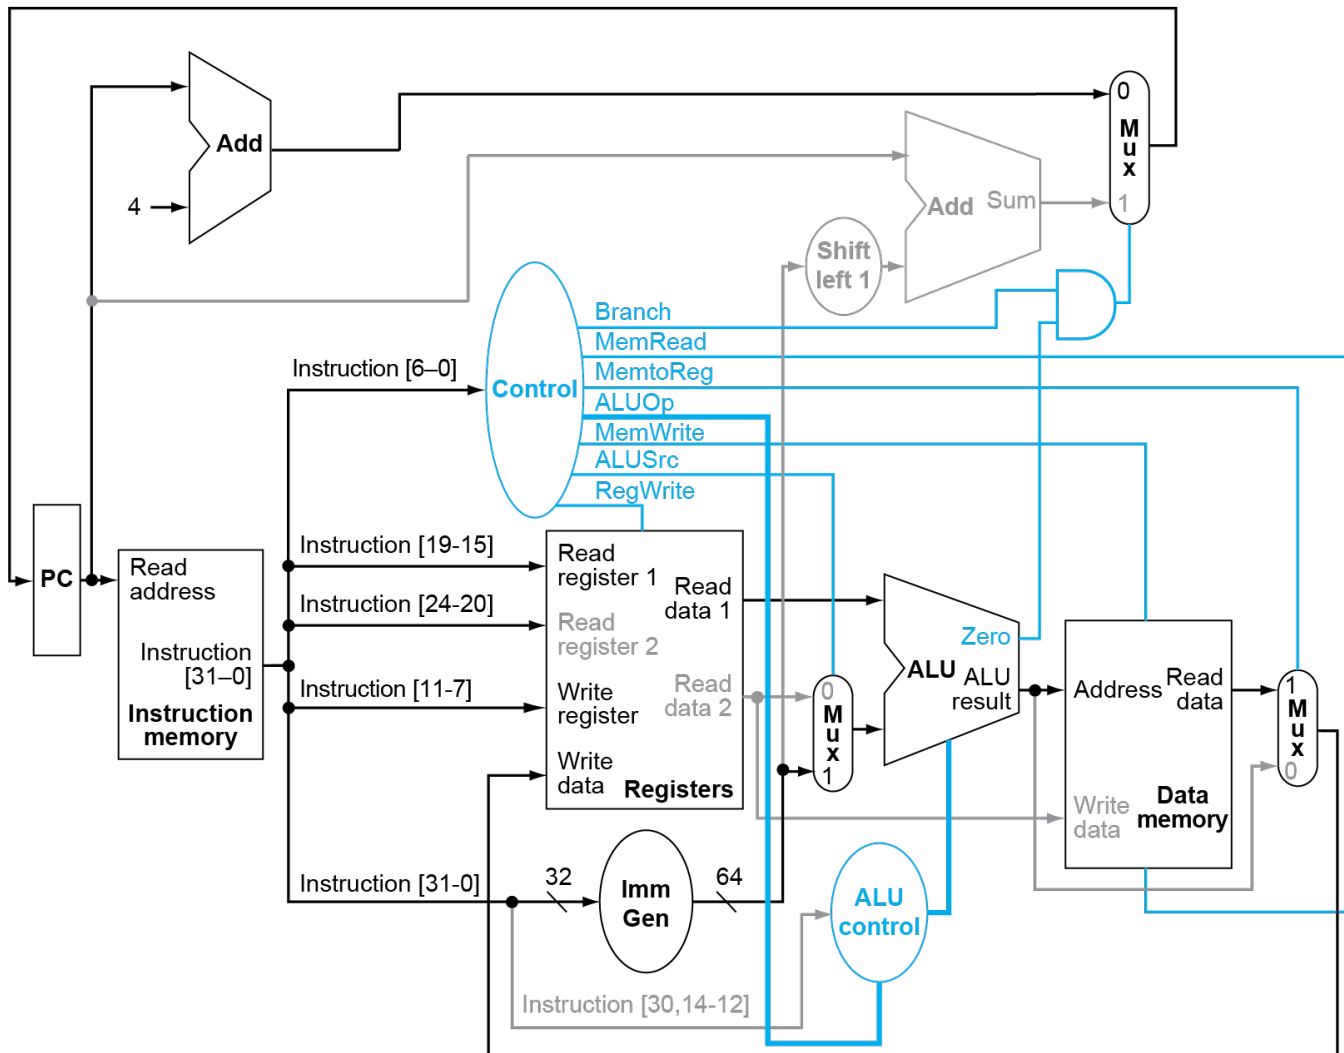 0
M
u
x
1
Add
4
Add
Sum
Shift
left 1
Branch
MemRead
MemtoReg
ALUOp
MemWrite
ALUSrc
RegWrite
Control
Instruction [6–0]
PC
Read
address
Instruction
[31–0]
Instruction
memory
Instruction [19-15]
Instruction [24-20]
Instruction [11-7]
Instruction [31-0]
Read
register 1
Read
register 2
Write
register
Write
data
Read
data 1
Read
data 2
Registers
0
M
u
x
1
Zero
ALU
ALU
result
Address
Read
data
Write
data
Data
memory
1
M
u
x
0
32
Imm
Gen
64
ALU
control
Instruction [30,14-12]